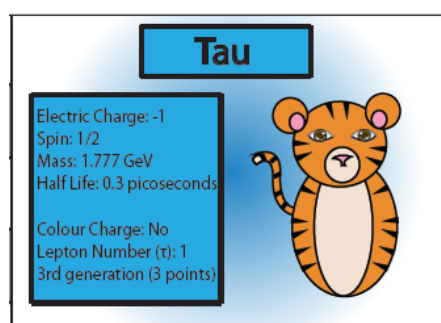 Tau
Electric Charge: -1
Spin: 1/2
Mass: 1.777 GeV
Half Life: 0.3 picoseconds
Colour Charge: No
Lepton Number (τ): 1
3rd generation (3 points)